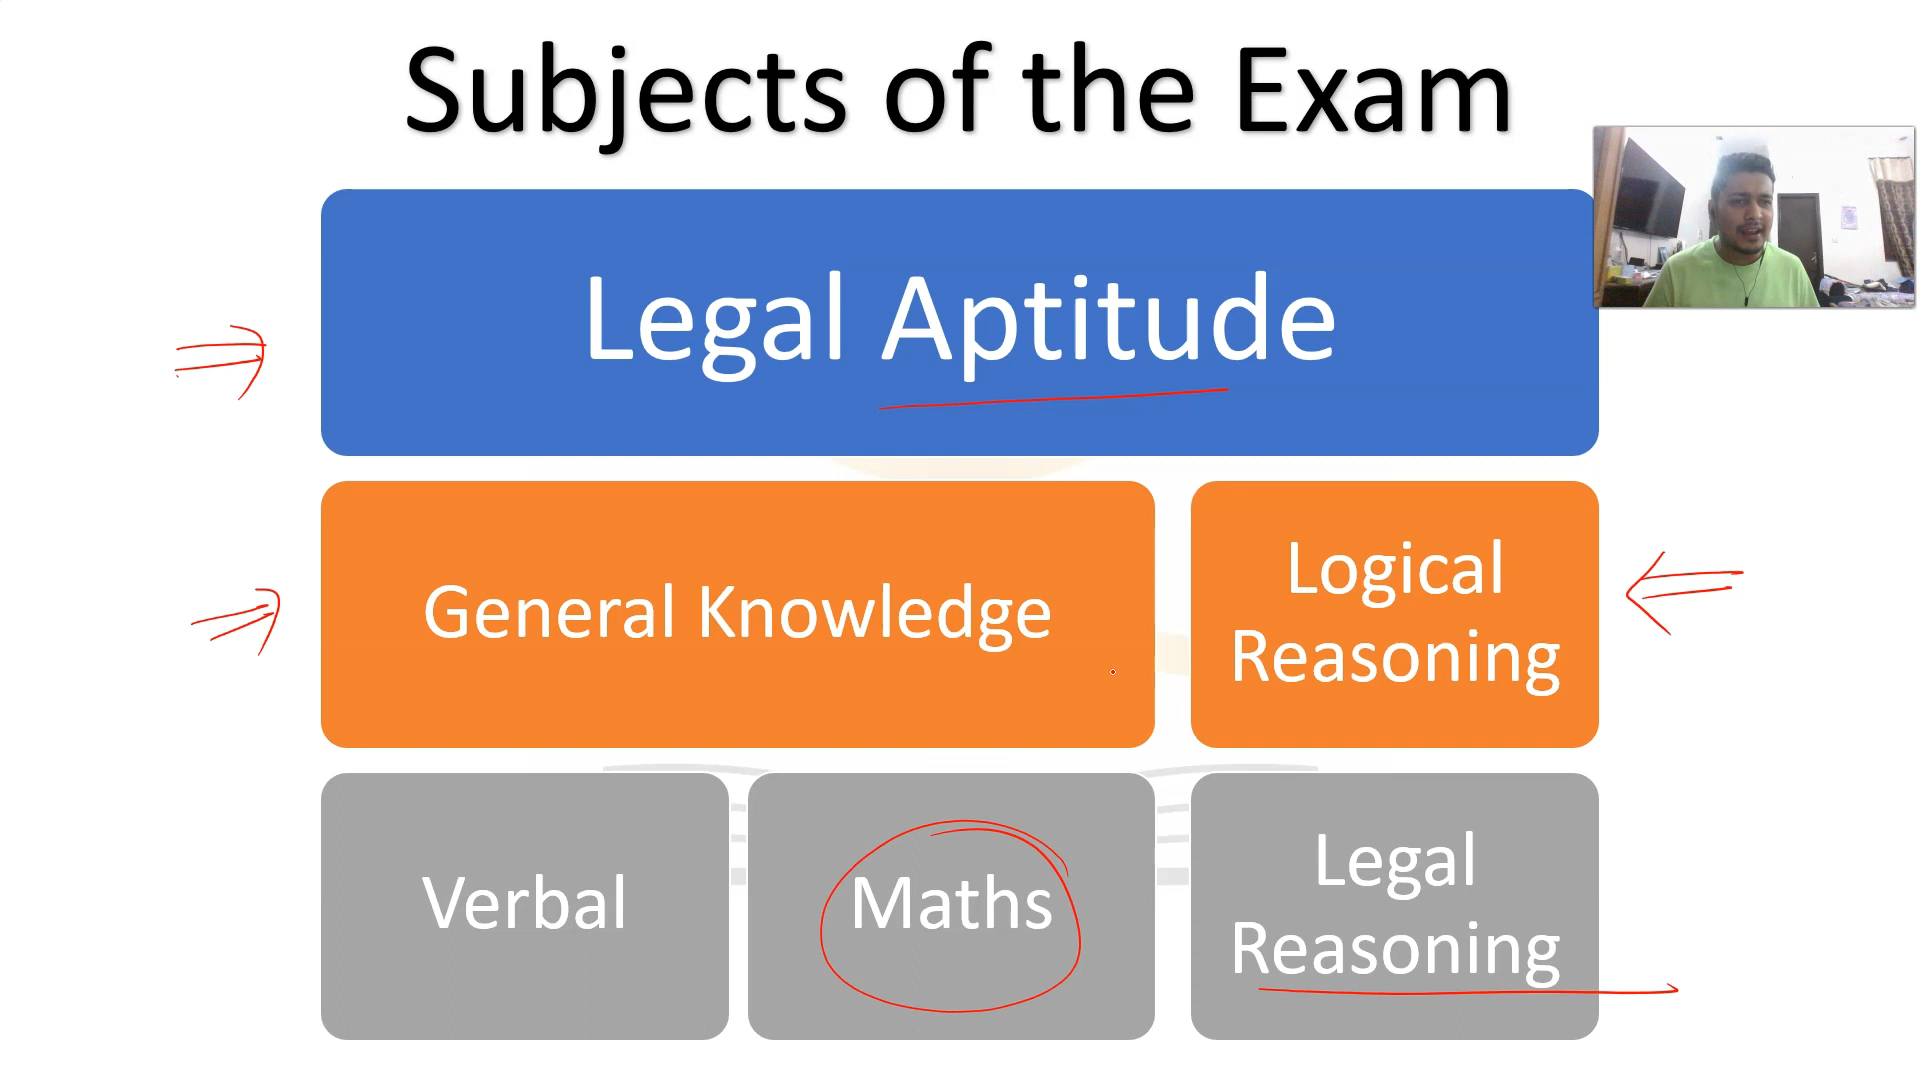 Subjects of the Exam
Legal Aptitude
General Knowledge
Logical
Reasoning
Verbal
Maths
Legal
Reasoning